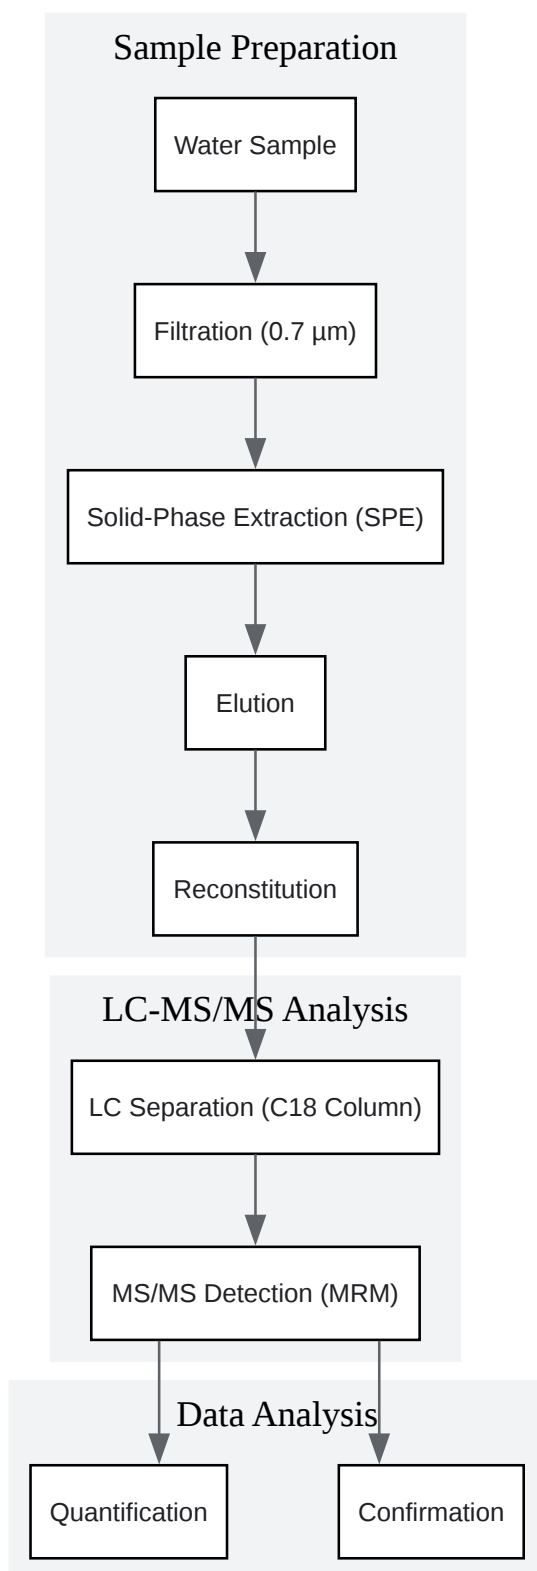 Sample Preparation
Water Sample
Filtration (0.7 µm)
Solid-Phase Extraction (SPE)
Elution
Reconstitution
LC-MS/MS Analysis
LC Separation (C18 Column)
MS/MS Detection (MRM)
Data Analysis
Quantification
Confirmation